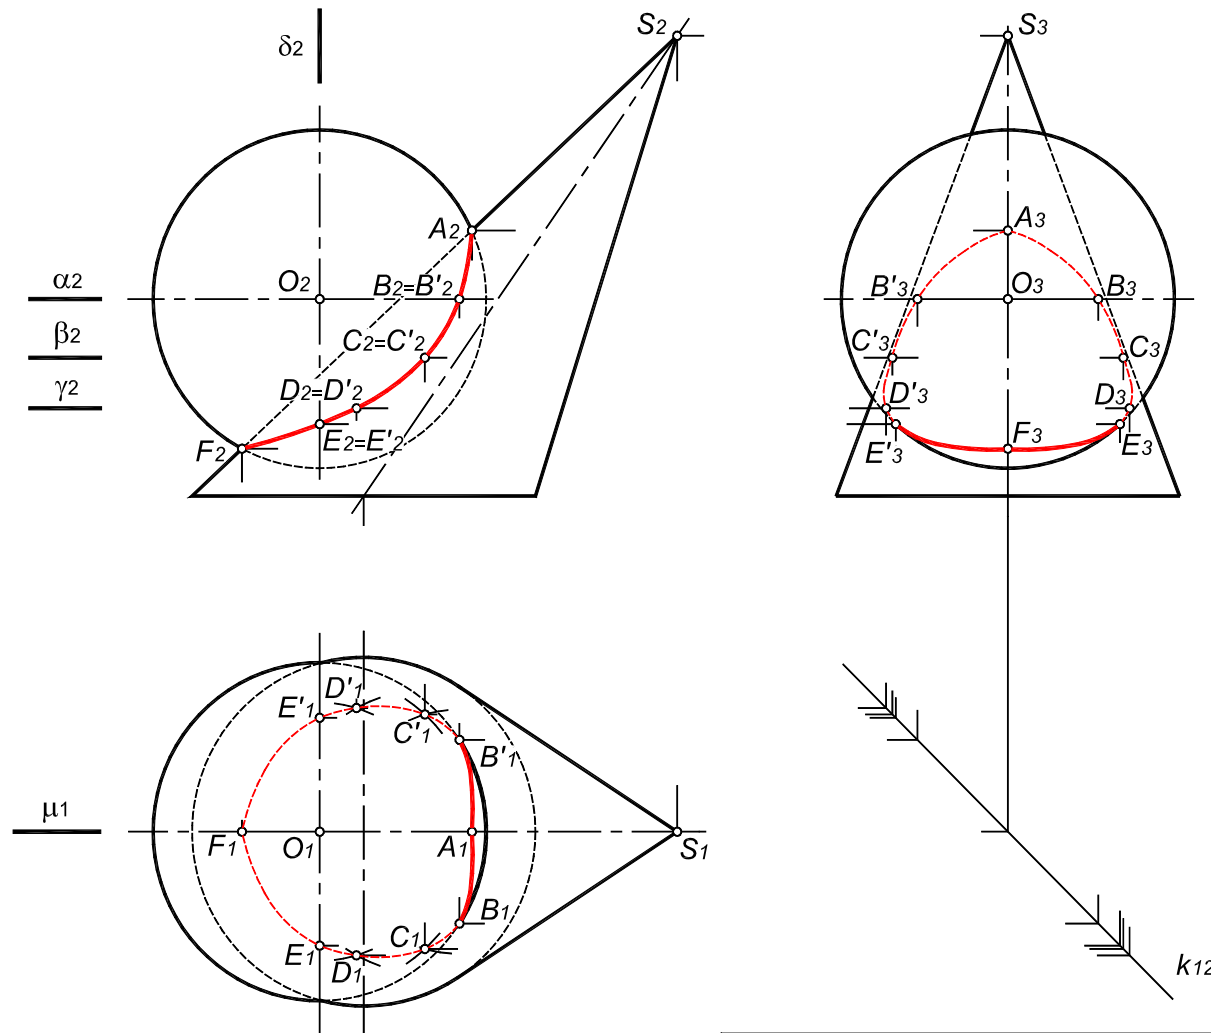 δ2
S2
S3
A2
A3
α2
O2
B2=B'2
B'3
O3
B3
β2
C2=C'2
C'3
C3
γ2
D2=D'2
D'3
D3
F2
E2=E'2
E'3
F3
E3
D'1
E'1
C'1
B'1
μ1
F1
O1
A1
S1
B1
E1
C1
D1
k12